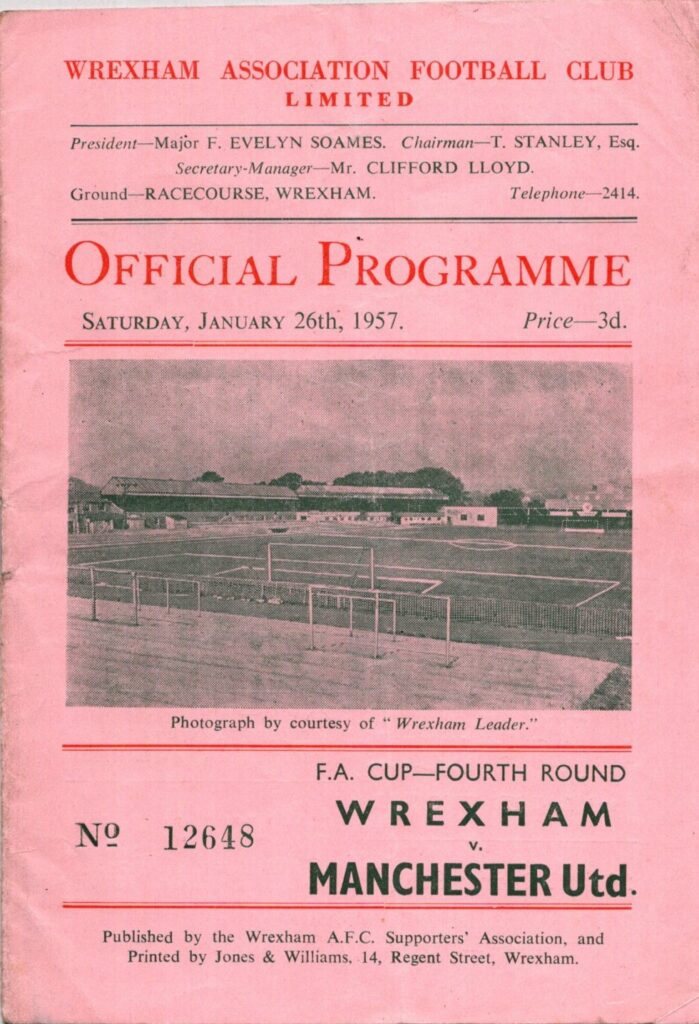 WREXHAM ASSOCIATION FOOTBALL CLUB
LIMITED
President—Major F. EVELYN SOAMES. Chairman—T. STANLEY, Esq.
Secretary-Manager—Mr. CLIFFORD LLOYD.
Ground—RACECOURSE, WREXHAM. Telephone—2414.
OFFICIAL PROGRAMME
SATURDAY, JANUARY 26th, 1957. Price—3d.
Photograph by courtesy of "Wrexham Leader."
F.A. CUP—FOURTH ROUND
WREXHAM
v.
MANCHESTER Utd.
Nº 12648
Published by the Wrexham A.F.C. Supporters' Association, and
Printed by Jones & Williams, 14, Regent Street, Wrexham.